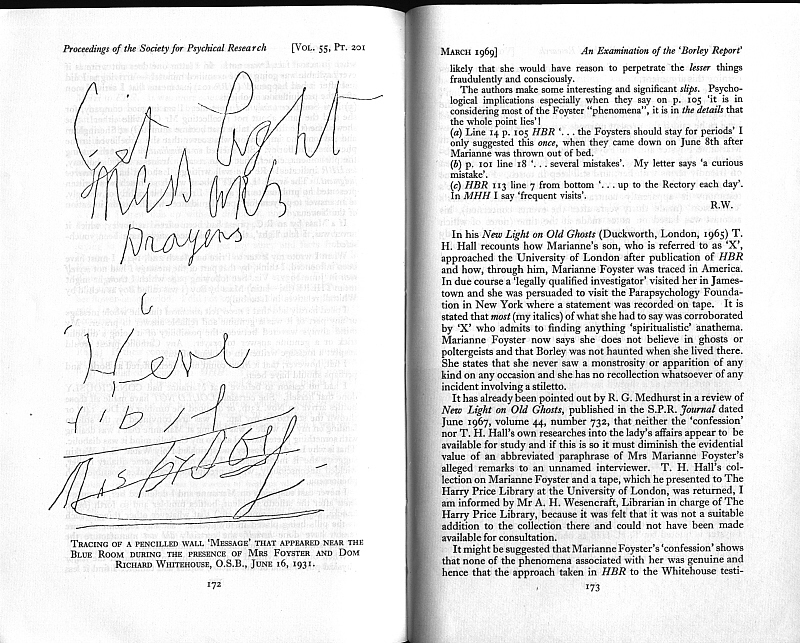 Proceedings of the Society for Psychical Research [VOL. 55, PT. 201
Get light
mass and
Prayers
Here
TRACING OF A PENCILLED WALL 'MESSAGE' THAT APPEARED NEAR THE
BLUE ROOM DURING THE PRESENCE OF MRS FOYSTER AND DOM
RICHARD WHITEHOUSE, O.S.B., JUNE 16, 1931.
172
MARCH 1969] An Examination of the 'Borley Report'
likely that she would have reason to perpetrate the lesser things
fraudulently and consciously.
The authors make some interesting and significant slips. Psycho-
logical implications especially when they say on p. 105 'it is in
considering most of the Foyster "phenomena", it is in the details that
the whole point lies'!
(a) Line 14 p. 105 HBR '. . . the Foysters should stay for periods' I
only suggested this once, when they came down on June 8th after
Marianne was thrown out of bed.
(b) p. 101 line 18 '. . . several mistakes'. My letter says 'a curious
mistake'.
(c) HBR 113 line 7 from bottom '. . . up to the Rectory each day'.
In MHH I say 'frequent visits'.
R.W.
In his New Light on Old Ghosts (Duckworth, London, 1965) T.
H. Hall recounts how Marianne's son, who is referred to as 'X',
approached the University of London after publication of HBR
and how, through him, Marianne Foyster was traced in America.
In due course a 'legally qualified investigator' visited her in James-
town and she was persuaded to visit the Parapsychology Founda-
tion in New York where a statement was recorded on tape. It is
stated that most (my italics) of what she had to say was corroborated
by 'X' who admits to finding anything 'spiritualistic' anathema.
Marianne Foyster now says she does not believe in ghosts or
poltergeists and that Borley was not haunted when she lived there.
She states that she never saw a monstrosity or apparition of any
kind on any occasion and she has no recollection whatsoever of any
incident involving a stiletto.
It has already been pointed out by R. G. Medhurst in a review of
New Light on Old Ghosts, published in the S.P.R. Journal dated
June 1967, volume 44, number 732, that neither the 'confession'
nor T. H. Hall's own researches into the lady's affairs appear to be
available for study and if this is so it must diminish the evidential
value of an abbreviated paraphrase of Mrs Marianne Foyster's
alleged remarks to an unnamed interviewer. T. H. Hall's col-
lection on Marianne Foyster and a tape, which he presented to The
Harry Price Library at the University of London, was returned, I
am informed by Mr A. H. Wesencraft, Librarian in charge of The
Harry Price Library, because it was felt that it was not a suitable
addition to the collection there and could not have been made
available for consultation.
It might be suggested that Marianne Foyster's 'confession' shows
that none of the phenomena associated with her was genuine and
hence that the approach taken in HBR to the Whitehouse testi-
173